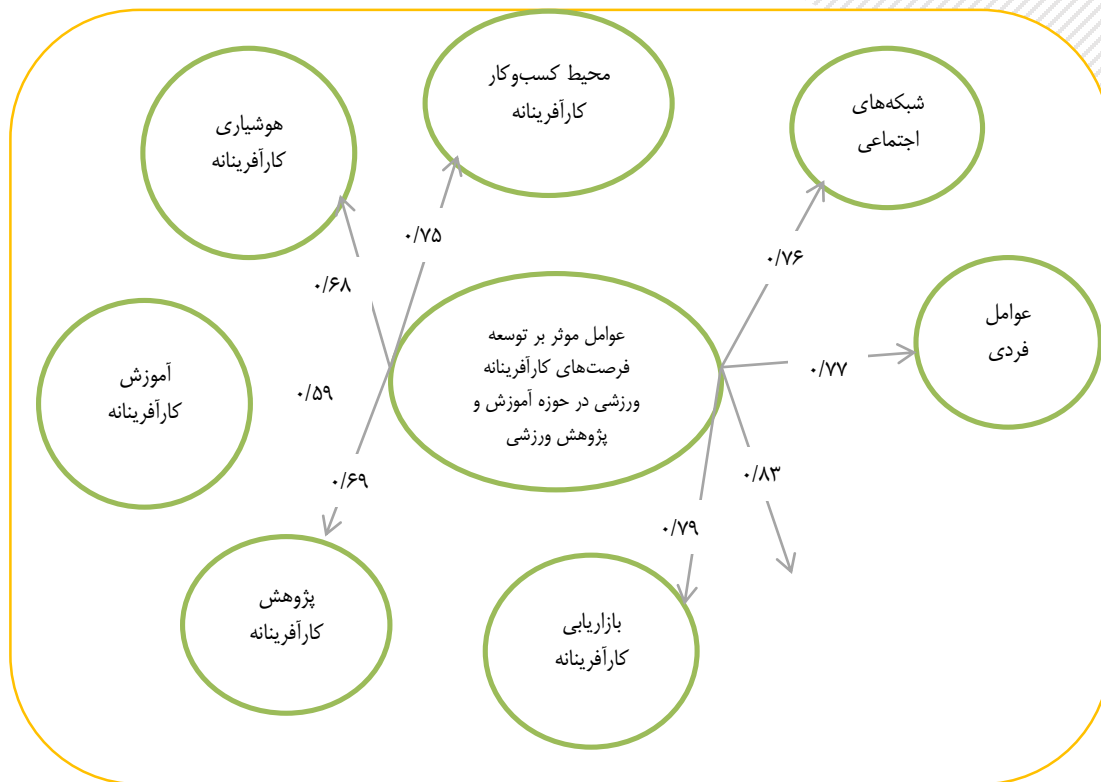 محیط کسب‌وکار
کارآفرینانه
شبکه‌های
اجتماعی
هوشیاری
کارآفرینانه
۰/۷۵
۰/۷۶
۰/۶۸
عوامل
فردی
عوامل موثر بر توسعه
فرصت‌های کارآفرینانه
ورزشی در حوزه آموزش و
پژوهش ورزشی
۰/۷۷
آموزش
کارآفرینانه
۰/۵۹
۰/۶۹
۰/۸۳
۰/۷۹
پژوهش
کارآفرینانه
بازاریابی
کارآفرینانه